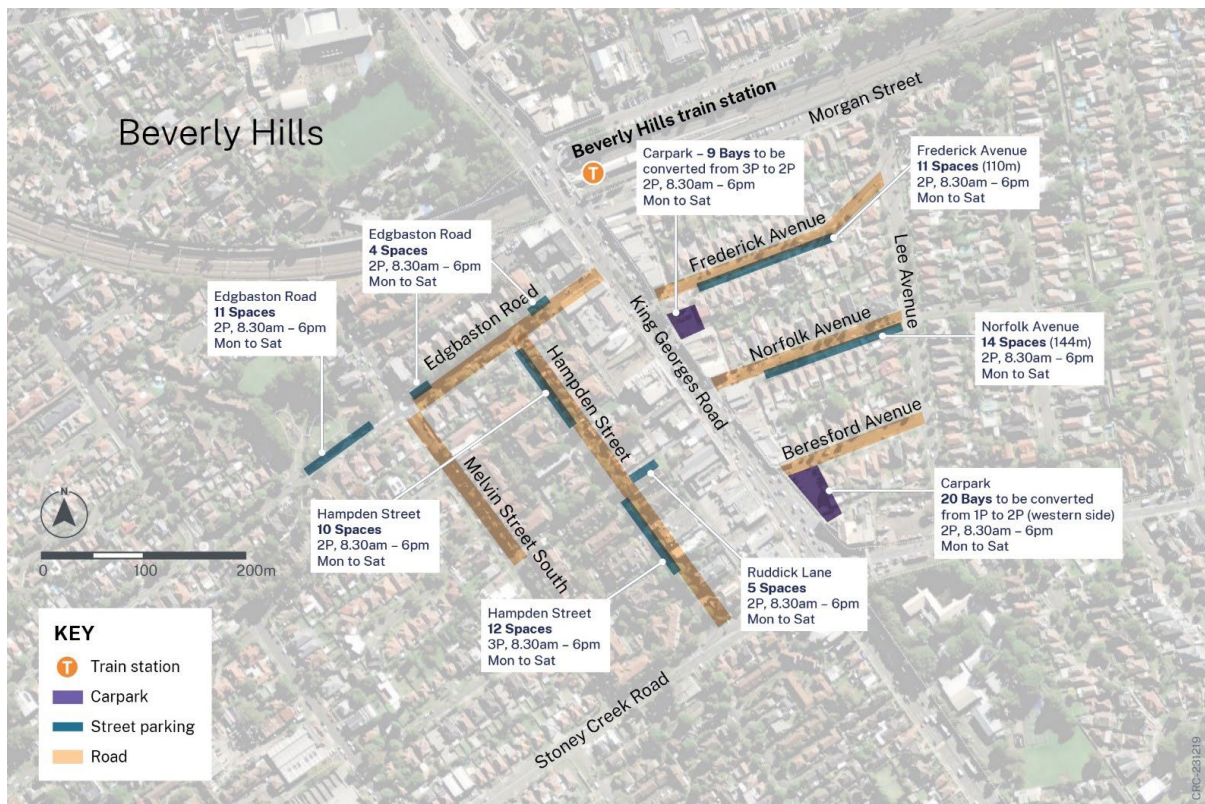 Beverly Hills
Beverly Hills train station
T
Morgan Street
Carpark – 9 Bays to be
converted from 3P to 2P
2P, 8.30am – 6pm
Mon to Sat
Frederick Avenue
11 Spaces (110m)
2P, 8.30am – 6pm
Mon to Sat
Edgbaston Road
4 Spaces
2P, 8.30am – 6pm
Mon to Sat
Frederick Avenue
Lee Avenue
Edgbaston Road
11 Spaces
2P, 8.30am – 6pm
Mon to Sat
Edgbaston Road
King Georges Road
Norfolk Avenue
Norfolk Avenue
14 Spaces (144m)
2P, 8.30am – 6pm
Mon to Sat
Hampden Street
Beresford Avenue
Melvin Street South
Hampden Street
10 Spaces
2P, 8.30am – 6pm
Mon to Sat
Carpark
20 Bays to be converted
from 1P to 2P (western side)
2P, 8.30am – 6pm
Mon to Sat
N
0 100 200m
Ruddick Lane
5 Spaces
2P, 8.30am – 6pm
Mon to Sat
Hampden Street
12 Spaces
3P, 8.30am – 6pm
Mon to Sat
Stoney Creek Road
KEY
T Train station
Carpark
Street parking
Road
CRC-231219